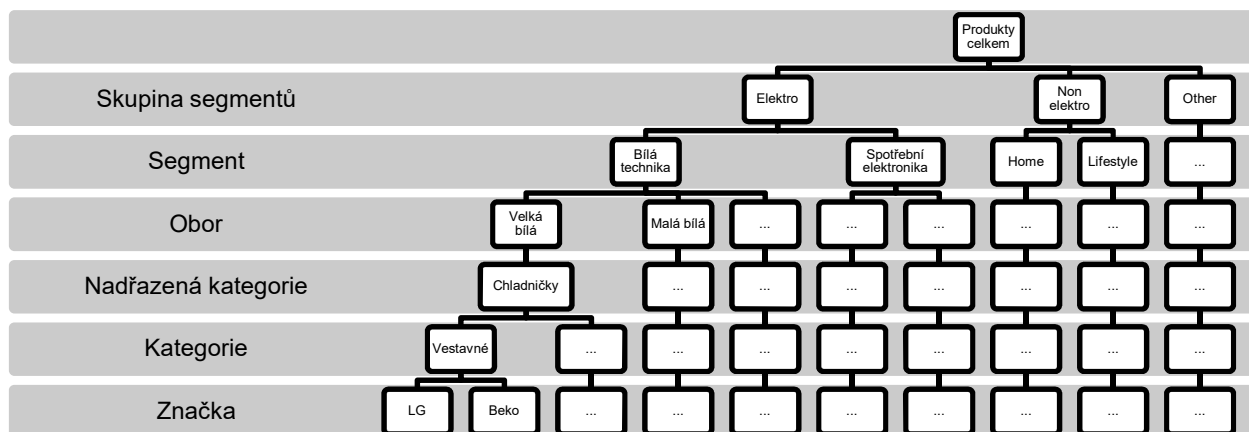 Produkty
celkem
Skupina segmentů
Elektro
Non
elektro
Other
Segment
Bílá
technika
Spotřební
elektronika
Home
Lifestyle
...
Obor
Velká
bílá
Malá bílá
...
...
...
...
...
...
Nadřazená kategorie
Chladničky
...
...
...
...
...
...
...
Kategorie
Vestavné
...
...
...
...
...
...
...
...
Značka
LG
Beko
...
...
...
...
...
...
...
...